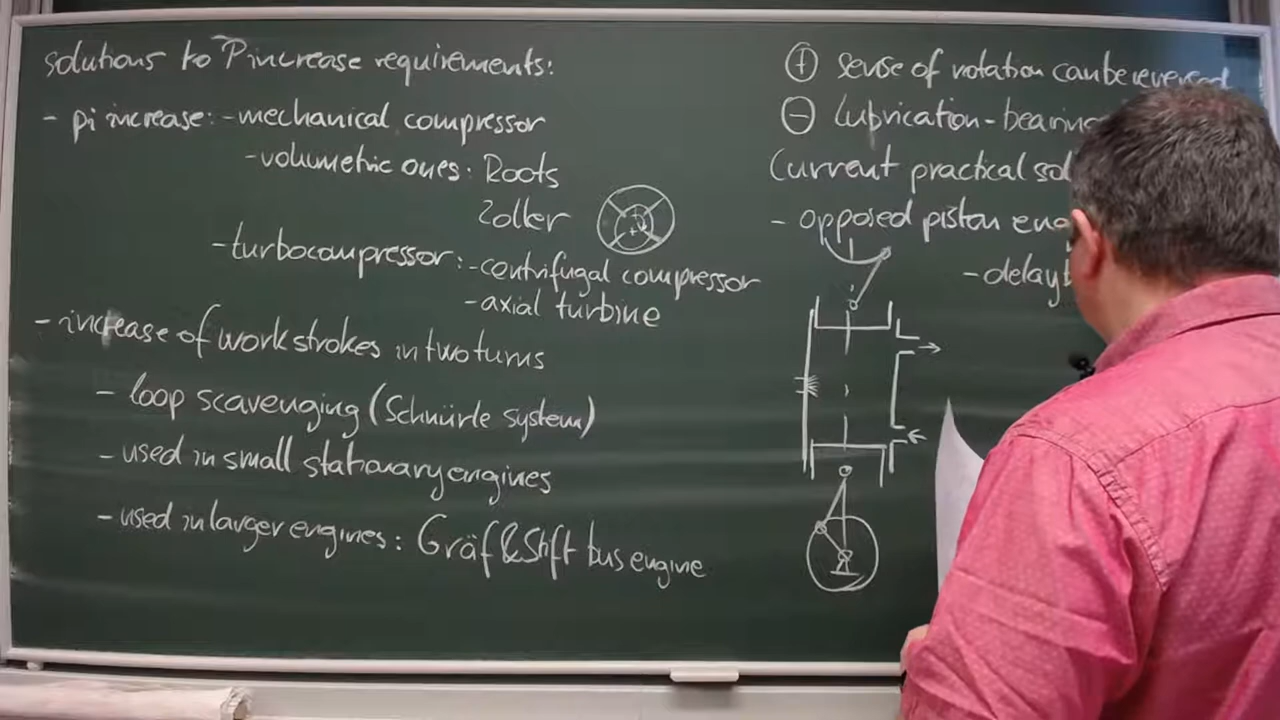 solutions to P increase requirements:
- pi increase: - mechanical compressor
- volumetric ones: Roots
Zoller
- turbocompressor: - centrifugal compressor
- axial turbine
- increase of work strokes in two turns
- loop scavenging (Schnürle system)
- used in small stationary engines
- used in larger engines: Gräf & Stift bus engine
⊕ sense of rotation can be reversed
⊖ lubrication - bearing
Current practical sol
- opposed piston eng
- delay